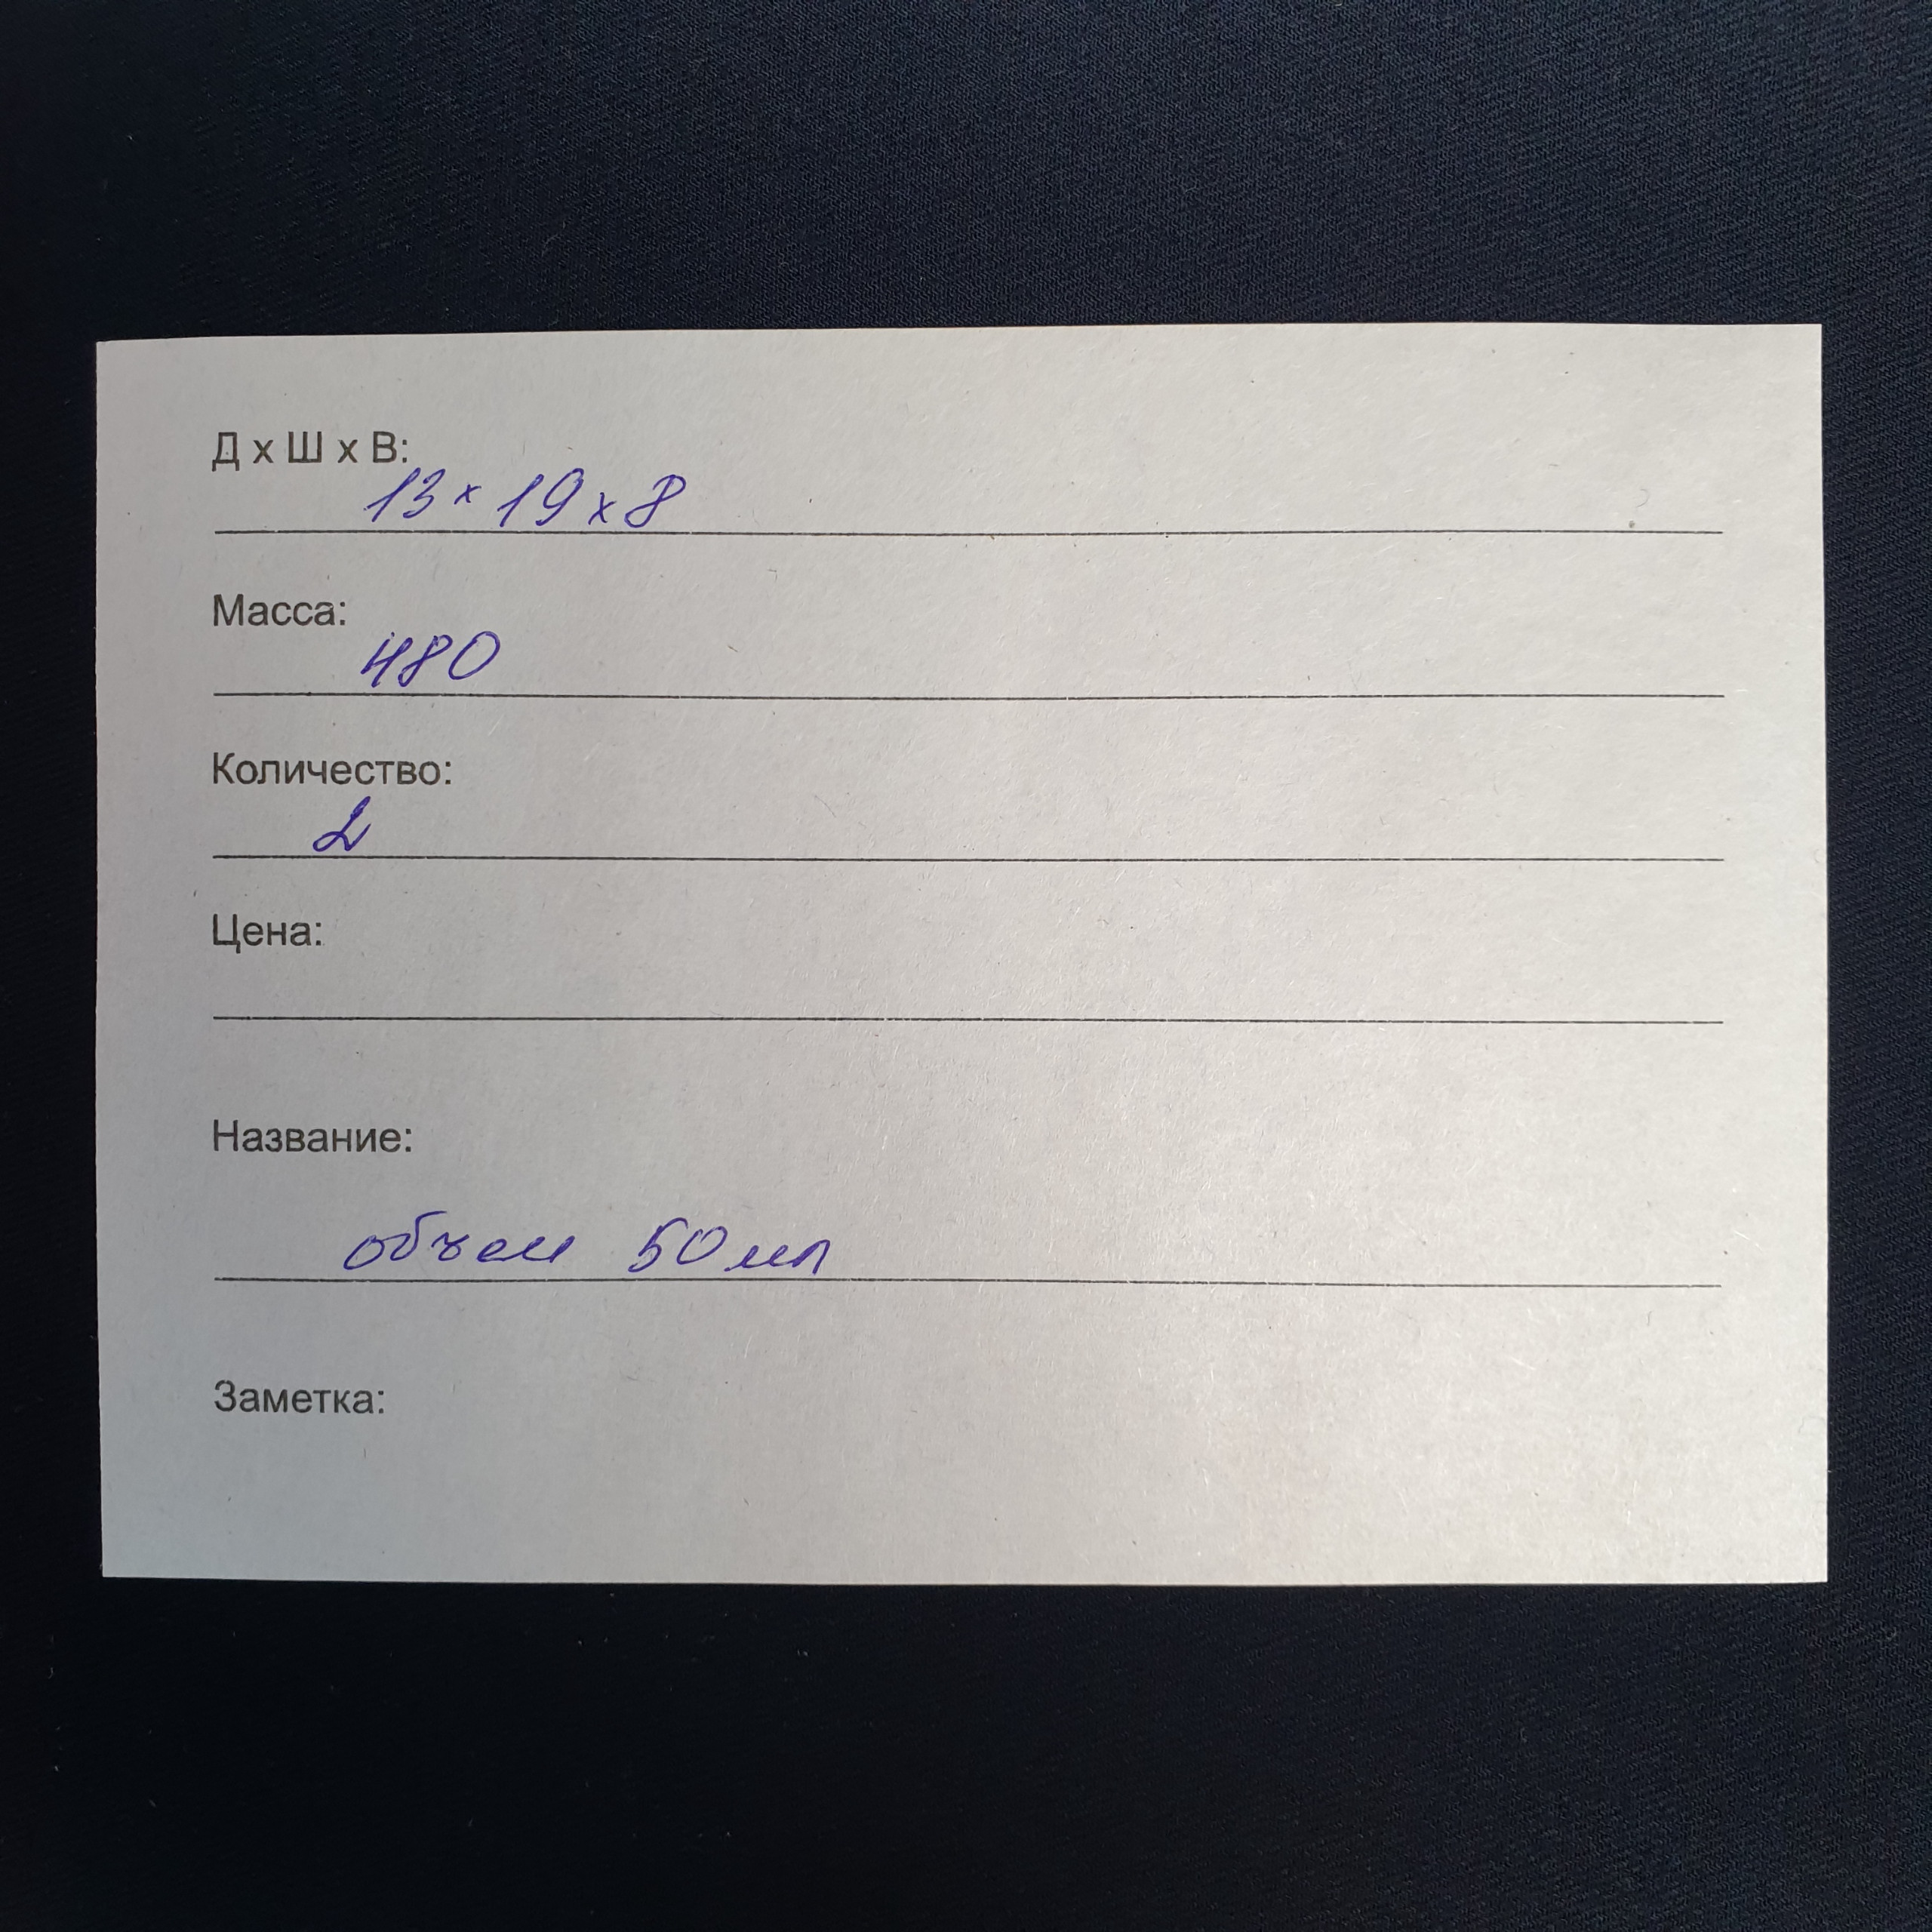 Д х Ш х В:
13 x 19 x 8
Масса:
480
Количество:
2
Цена:
Название:
объем 50 мл
Заметка: